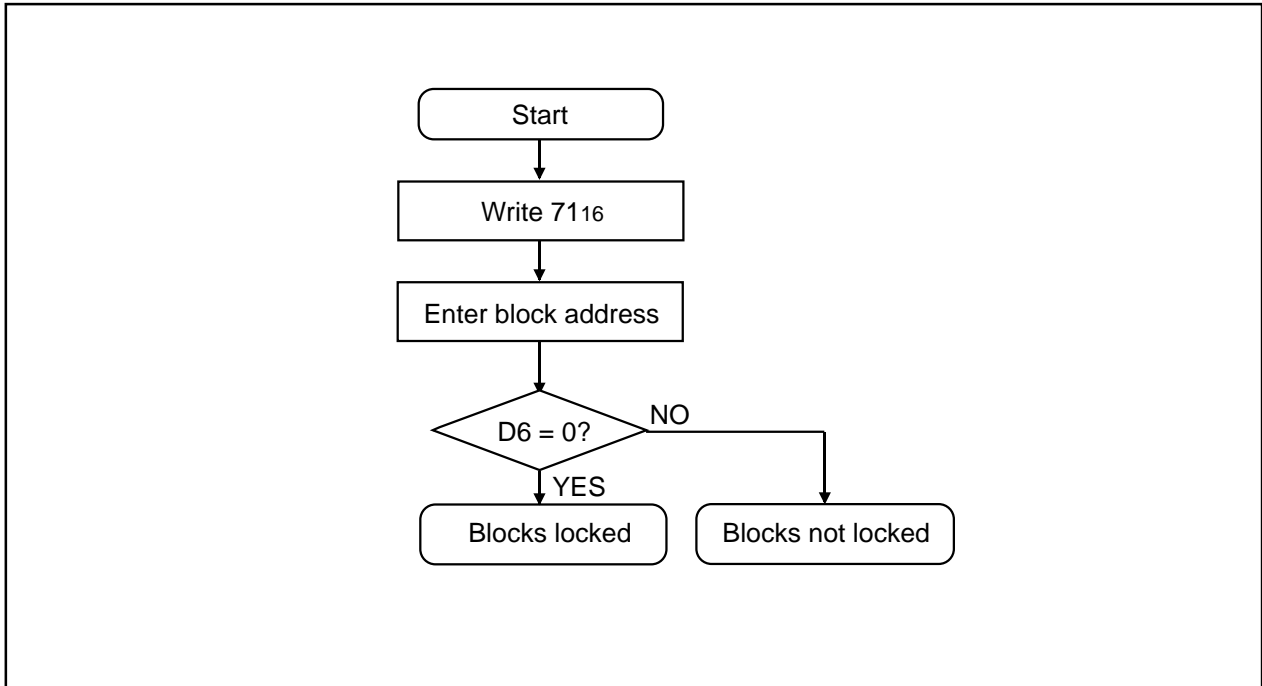 Start
Write 7116
Enter block address
D6 = 0?
NO
YES
Blocks locked
Blocks not locked